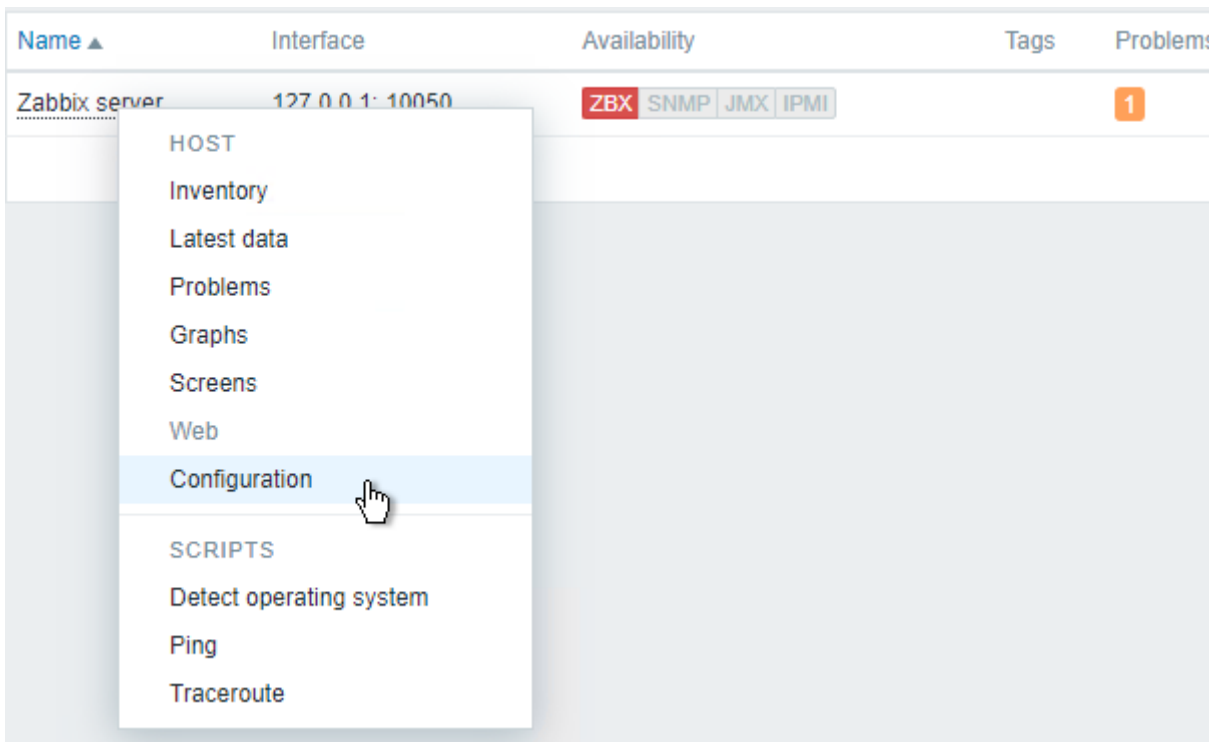 Name ▲ Interface Availability Tags Problems
Zabbix server 127.0.0.1: 10050 ZBX SNMP JMX IPMI 1
HOST
Inventory
Latest data
Problems
Graphs
Screens
Web
Configuration
SCRIPTS
Detect operating system
Ping
Traceroute